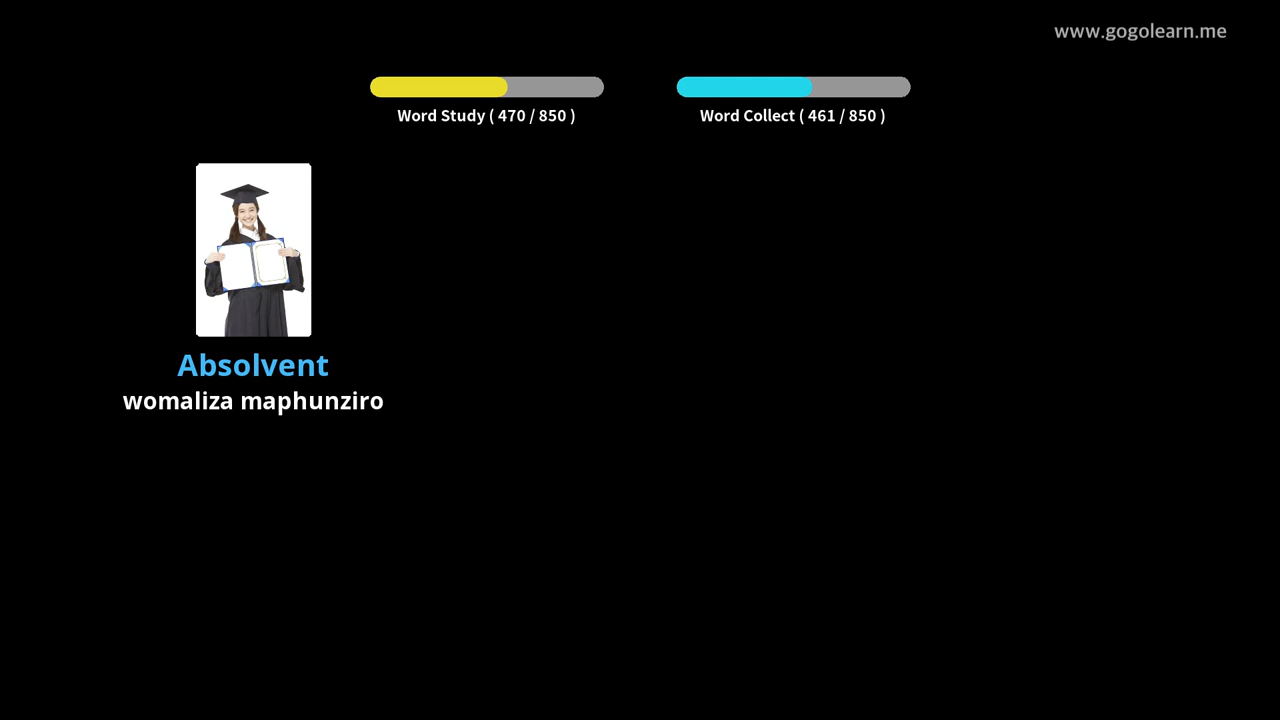 www.gogolearn.me
Word Study ( 470 / 850 )
Word Collect ( 461 / 850 )
Absolvent
womaliza maphunziro